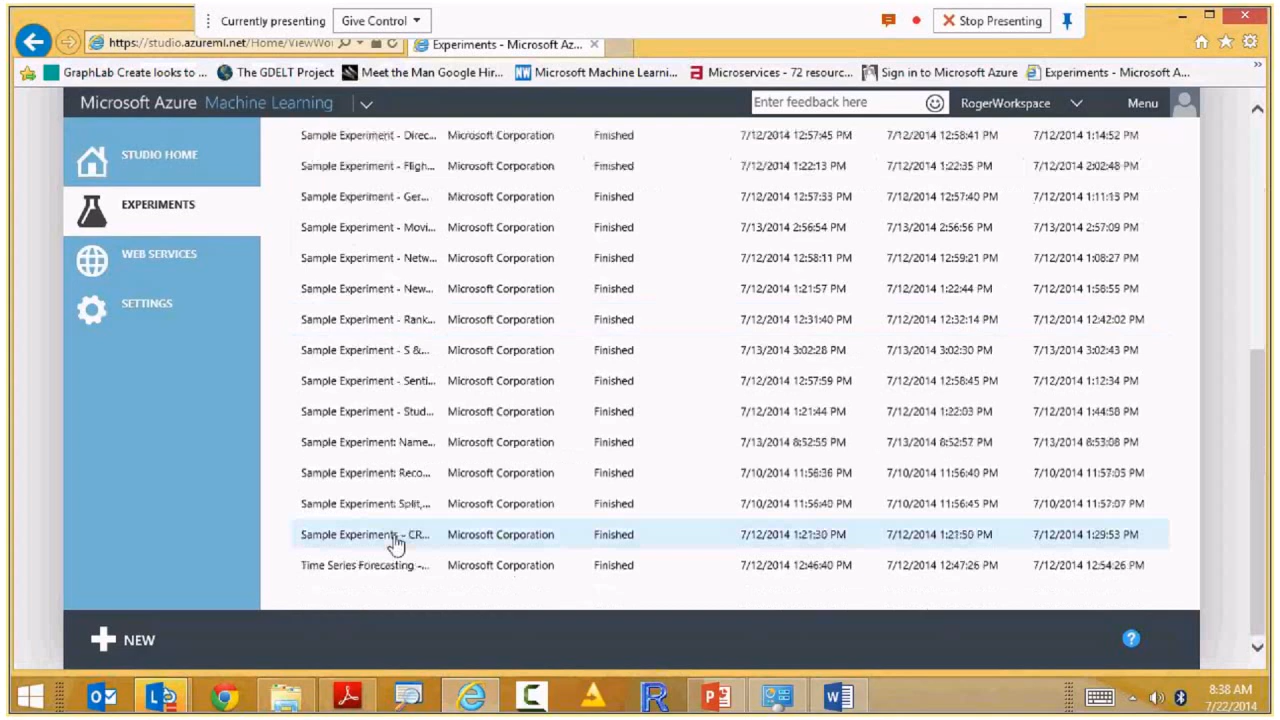 Currently presenting Give Control Stop Presenting
https://studio.azureml.net/Home/ViewWor Experiments - Microsoft Az...
GraphLab Create looks to ... The GDELT Project Meet the Man Google Hir... Microsoft Machine Learni... Microservices - 72 resourc... Sign in to Microsoft Azure Experiments - Microsoft A...
Microsoft Azure Machine Learning Enter feedback here RogerWorkspace Menu
STUDIO HOME
EXPERIMENTS
WEB SERVICES
SETTINGS
Sample Experiment - Direc... Microsoft Corporation Finished 7/12/2014 12:57:45 PM 7/12/2014 12:58:41 PM 7/12/2014 1:14:52 PM
Sample Experiment - Fligh... Microsoft Corporation Finished 7/12/2014 1:22:13 PM 7/12/2014 1:22:35 PM 7/12/2014 2:02:48 PM
Sample Experiment - Ger... Microsoft Corporation Finished 7/12/2014 12:57:33 PM 7/12/2014 12:57:40 PM 7/12/2014 1:11:13 PM
Sample Experiment - Movi... Microsoft Corporation Finished 7/13/2014 2:56:54 PM 7/13/2014 2:56:56 PM 7/13/2014 2:57:09 PM
Sample Experiment - Netw... Microsoft Corporation Finished 7/12/2014 12:58:11 PM 7/12/2014 12:59:21 PM 7/12/2014 1:08:27 PM
Sample Experiment - New... Microsoft Corporation Finished 7/12/2014 1:21:57 PM 7/12/2014 1:22:44 PM 7/12/2014 1:58:55 PM
Sample Experiment - Rank... Microsoft Corporation Finished 7/12/2014 12:31:40 PM 7/12/2014 12:32:14 PM 7/12/2014 12:42:02 PM
Sample Experiment - S &... Microsoft Corporation Finished 7/13/2014 3:02:28 PM 7/13/2014 3:02:30 PM 7/13/2014 3:02:43 PM
Sample Experiment - Senti... Microsoft Corporation Finished 7/12/2014 12:57:59 PM 7/12/2014 12:58:45 PM 7/12/2014 1:12:34 PM
Sample Experiment - Stud... Microsoft Corporation Finished 7/12/2014 1:21:44 PM 7/12/2014 1:22:03 PM 7/12/2014 1:44:58 PM
Sample Experiment: Name... Microsoft Corporation Finished 7/13/2014 8:52:55 PM 7/13/2014 8:52:57 PM 7/13/2014 8:53:08 PM
Sample Experiment: Reco... Microsoft Corporation Finished 7/10/2014 11:56:36 PM 7/10/2014 11:56:40 PM 7/10/2014 11:57:05 PM
Sample Experiment: Split,... Microsoft Corporation Finished 7/10/2014 11:56:40 PM 7/10/2014 11:56:45 PM 7/10/2014 11:57:07 PM
Sample Experiments - CR... Microsoft Corporation Finished 7/12/2014 1:21:30 PM 7/12/2014 1:21:50 PM 7/12/2014 1:29:53 PM
Time Series Forecasting -... Microsoft Corporation Finished 7/12/2014 12:46:40 PM 7/12/2014 12:47:26 PM 7/12/2014 12:54:26 PM
NEW
8:38 AM
7/22/2014